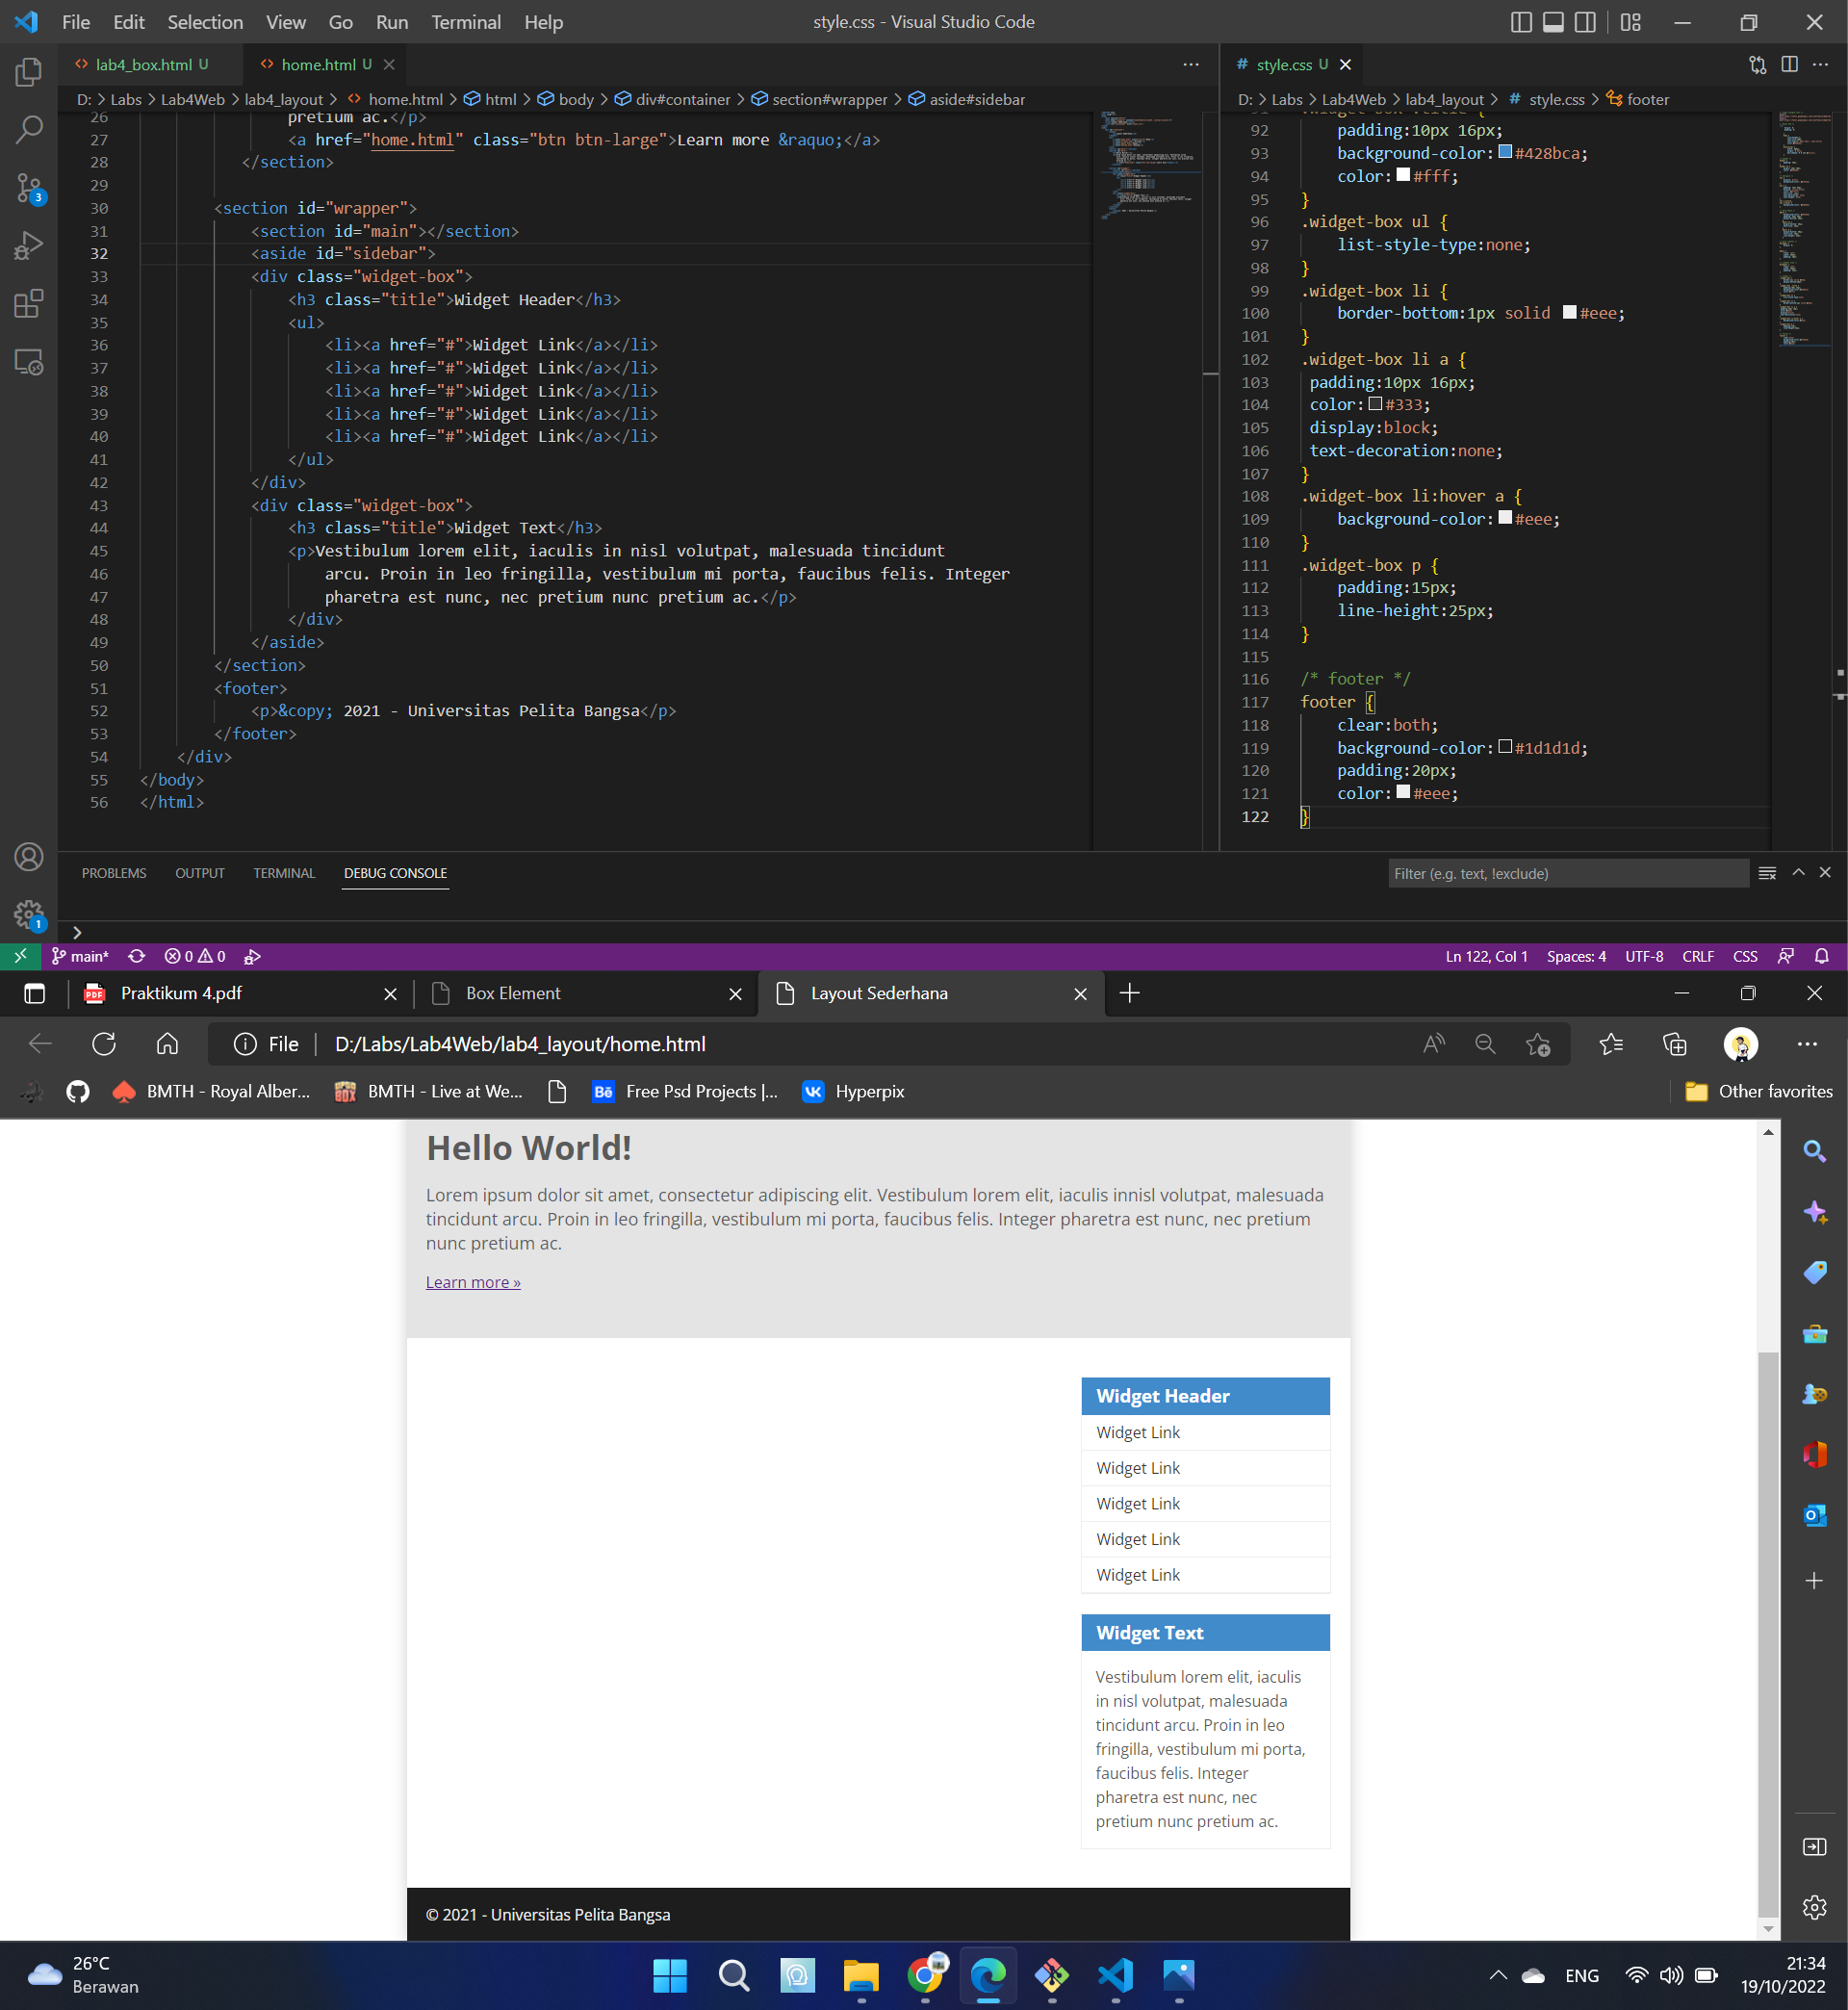 File Edit Selection View Go Run Terminal Help
style.css - Visual Studio Code
lab4_box.html U
home.html U
D: > Labs > Lab4Web > lab4_layout > home.html > html > body > div#container > section#wrapper > aside#sidebar
26 pretium ac.</p>
27 <a href="home.html" class="btn btn-large">Learn more &raquo;</a>
28 </section>
29
30 <section id="wrapper">
31 <section id="main"></section>
32 <aside id="sidebar">
33 <div class="widget-box">
34 <h3 class="title">Widget Header</h3>
35 <ul>
36 <li><a href="#">Widget Link</a></li>
37 <li><a href="#">Widget Link</a></li>
38 <li><a href="#">Widget Link</a></li>
39 <li><a href="#">Widget Link</a></li>
40 <li><a href="#">Widget Link</a></li>
41 </ul>
42 </div>
43 <div class="widget-box">
44 <h3 class="title">Widget Text</h3>
45 <p>Vestibulum lorem elit, iaculis in nisl volutpat, malesuada tincidunt
46 arcu. Proin in leo fringilla, vestibulum mi porta, faucibus felis. Integer
47 pharetra est nunc, nec pretium nunc pretium ac.</p>
48 </div>
49 </aside>
50 </section>
51 <footer>
52 <p>&copy; 2021 - Universitas Pelita Bangsa</p>
53 </footer>
54 </div>
55 </body>
56 </html>
# style.css U
D: > Labs > Lab4Web > lab4_layout > # style.css > footer
91 .widget-box .title {
92 padding:10px 16px;
93 background-color:#428bca;
94 color:#fff;
95 }
96 .widget-box ul {
97 list-style-type:none;
98 }
99 .widget-box li {
100 border-bottom:1px solid #eee;
101 }
102 .widget-box li a {
103 padding:10px 16px;
104 color:#333;
105 display:block;
106 text-decoration:none;
107 }
108 .widget-box li:hover a {
109 background-color:#eee;
110 }
111 .widget-box p {
112 padding:15px;
113 line-height:25px;
114 }
115
116 /* footer */
117 footer {
118 clear:both;
119 background-color:#1d1d1d;
120 padding:20px;
121 color:#eee;
122 }
3
1
PROBLEMS OUTPUT TERMINAL DEBUG CONSOLE
Filter (e.g. text, !exclude)
main* 0 0
Ln 122, Col 1 Spaces: 4 UTF-8 CRLF CSS
PDF Praktikum 4.pdf
Box Element
Layout Sederhana
File D:/Labs/Lab4Web/lab4_layout/home.html
BMTH - Royal Alber...
BMTH - Live at We...
Bē Free Psd Projects |...
Hyperpix
Other favorites
Hello World!
Lorem ipsum dolor sit amet, consectetur adipiscing elit. Vestibulum lorem elit, iaculis innisl volutpat, malesuada
tincidunt arcu. Proin in leo fringilla, vestibulum mi porta, faucibus felis. Integer pharetra est nunc, nec pretium
nunc pretium ac.
Learn more »
Widget Header
Widget Link
Widget Link
Widget Link
Widget Link
Widget Link
Widget Text
Vestibulum lorem elit, iaculis
in nisl volutpat, malesuada
tincidunt arcu. Proin in leo
fringilla, vestibulum mi porta,
faucibus felis. Integer
pharetra est nunc, nec
pretium nunc pretium ac.
© 2021 - Universitas Pelita Bangsa
26°C
Berawan
ENG
21:34
19/10/2022